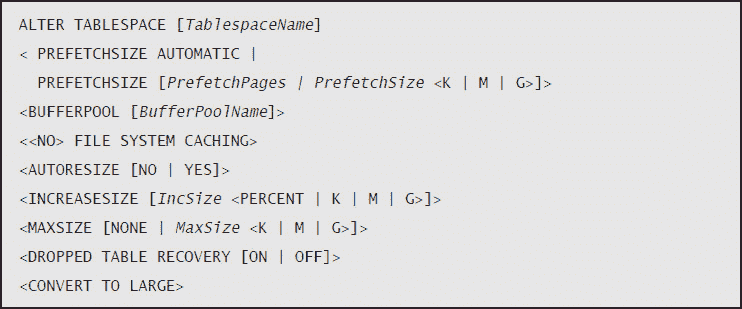 ALTER TABLESPACE [TablespaceName]
< PREFETCHSIZE AUTOMATIC |
PREFETCHSIZE [PrefetchPages | PrefetchSize <K | M | G>]>
<BUFFERPOOL [BufferPoolName]>
<<NO> FILE SYSTEM CACHING>
<AUTORESIZE [NO | YES]>
<INCREASESIZE [IncSize <PERCENT | K | M | G>]>
<MAXSIZE [NONE | MaxSize <K | M | G>]>
<DROPPED TABLE RECOVERY [ON | OFF]>
<CONVERT TO LARGE>